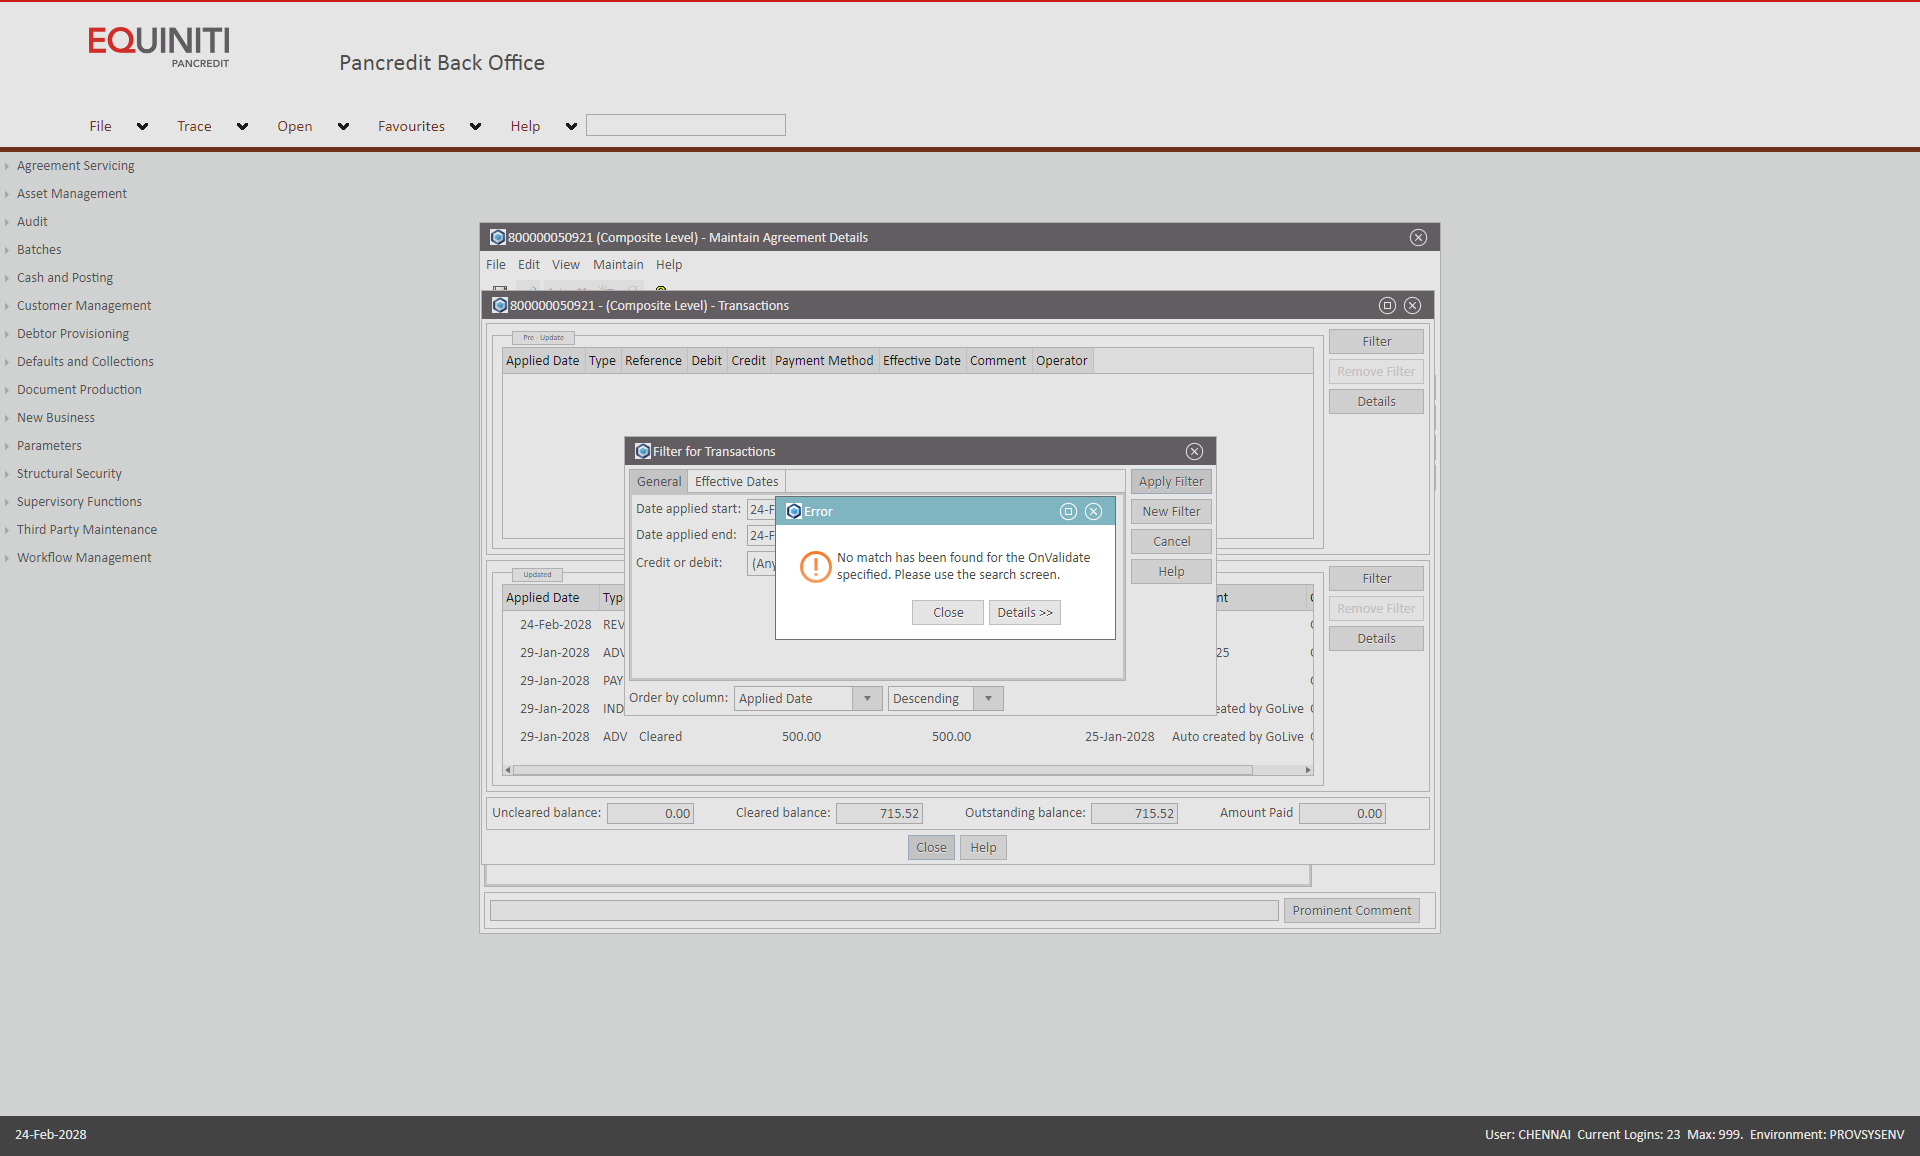 EQUINITI
PANCREDIT
Pancredit Back Office
File Trace Open Favourites Help
Agreement Servicing
Asset Management
Audit
Batches
Cash and Posting
Customer Management
Debtor Provisioning
Defaults and Collections
Document Production
New Business
Parameters
Structural Security
Supervisory Functions
Third Party Maintenance
Workflow Management
800000050921 (Composite Level) - Maintain Agreement Details
File Edit View Maintain Help
800000050921 - (Composite Level) - Transactions
Pre - Update
Applied Date Type Reference Debit Credit Payment Method Effective Date Comment Operator
Filter
Remove Filter
Details
Filter for Transactions
General Effective Dates
Date applied start: 24-F
Date applied end: 24-F
Credit or debit: (Any
Apply Filter
New Filter
Cancel
Help
Error
No match has been found for the OnValidate
specified. Please use the search screen.
Close Details >>
Order by column: Applied Date Descending
Updated
Applied Date Typ nt
24-Feb-2028 REV
29-Jan-2028 ADV 25
29-Jan-2028 PAY
29-Jan-2028 IND eated by GoLive
29-Jan-2028 ADV Cleared 500.00 500.00 25-Jan-2028 Auto created by GoLive
Filter
Remove Filter
Details
Uncleared balance: 0.00 Cleared balance: 715.52 Outstanding balance: 715.52 Amount Paid 0.00
Close Help
Prominent Comment
24-Feb-2028 User: CHENNAI Current Logins: 23 Max: 999. Environment: PROVSYSENV